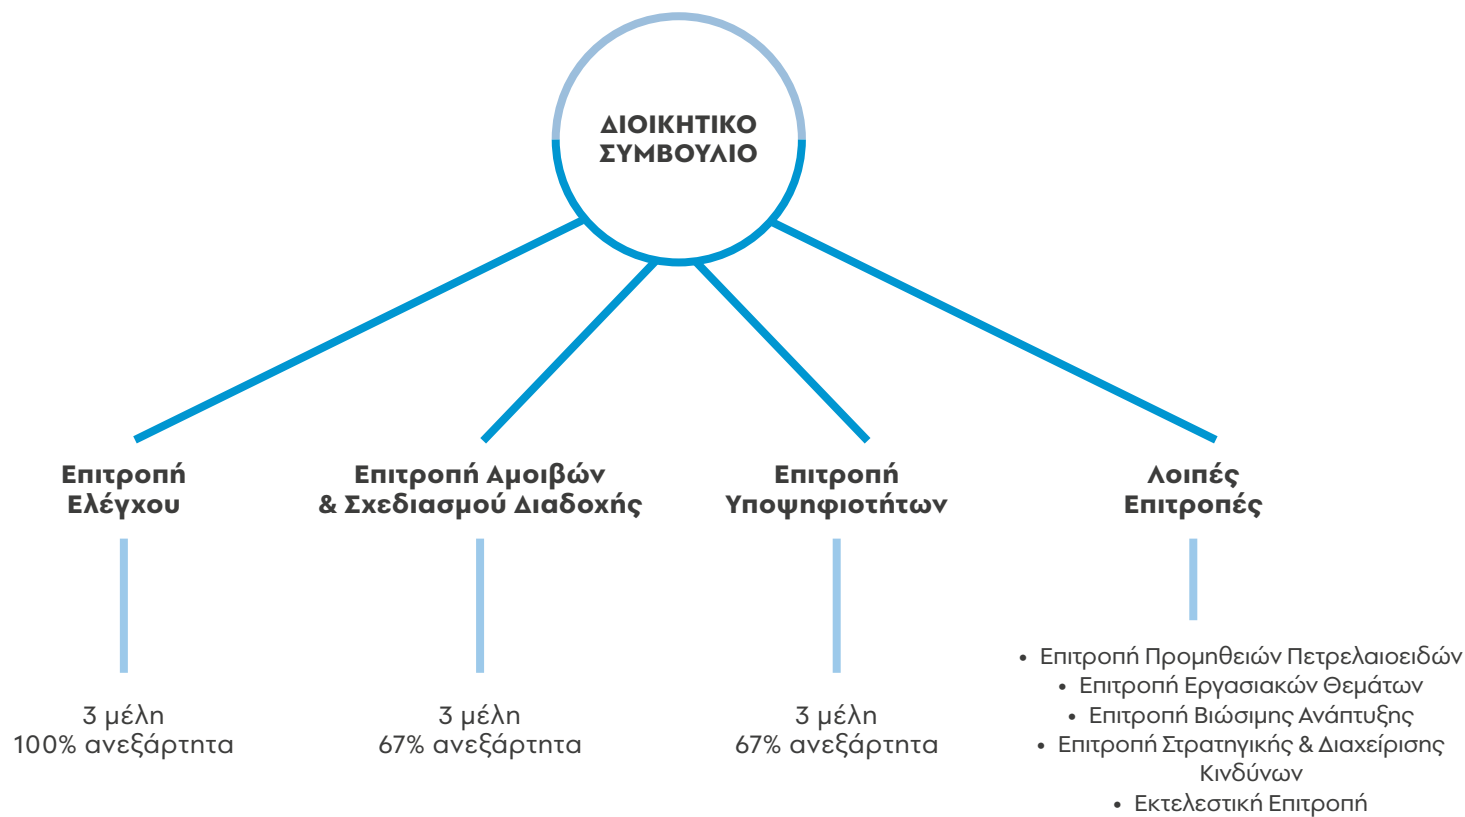 ΔΙΟΙΚΗΤΙΚΟ
ΣΥΜΒΟΥΛΙΟ
Επιτροπή
Ελέγχου
3 μέλη
100% ανεξάρτητα
Επιτροπή Αμοιβών
& Σχεδιασμού Διαδοχής
3 μέλη
67% ανεξάρτητα
Επιτροπή
Υποψηφιοτήτων
3 μέλη
67% ανεξάρτητα
Λοιπές
Επιτροπές
• Επιτροπή Προμηθειών Πετρελαιοειδών
• Επιτροπή Εργασιακών Θεμάτων
• Επιτροπή Βιώσιμης Ανάπτυξης
• Επιτροπή Στρατηγικής & Διαχείρισης
Κινδύνων
• Εκτελεστική Επιτροπή